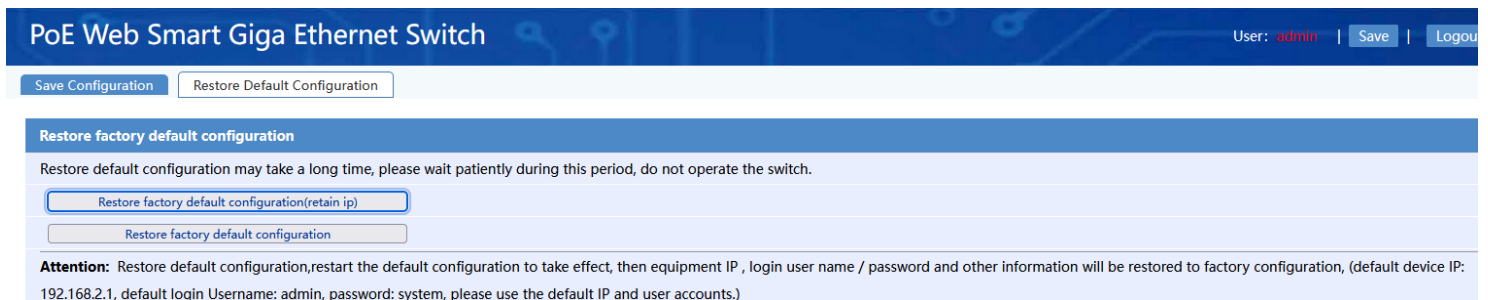 PoE Web Smart Giga Ethernet Switch
User: admin | Save | Logou
Save Configuration Restore Default Configuration
Restore factory default configuration
Restore default configuration may take a long time, please wait patiently during this period, do not operate the switch.
Restore factory default configuration(retain ip)
Restore factory default configuration
Attention: Restore default configuration,restart the default configuration to take effect, then equipment IP , login user name / password and other information will be restored to factory configuration, (default device IP:
192.168.2.1, default login Username: admin, password: system, please use the default IP and user accounts.)